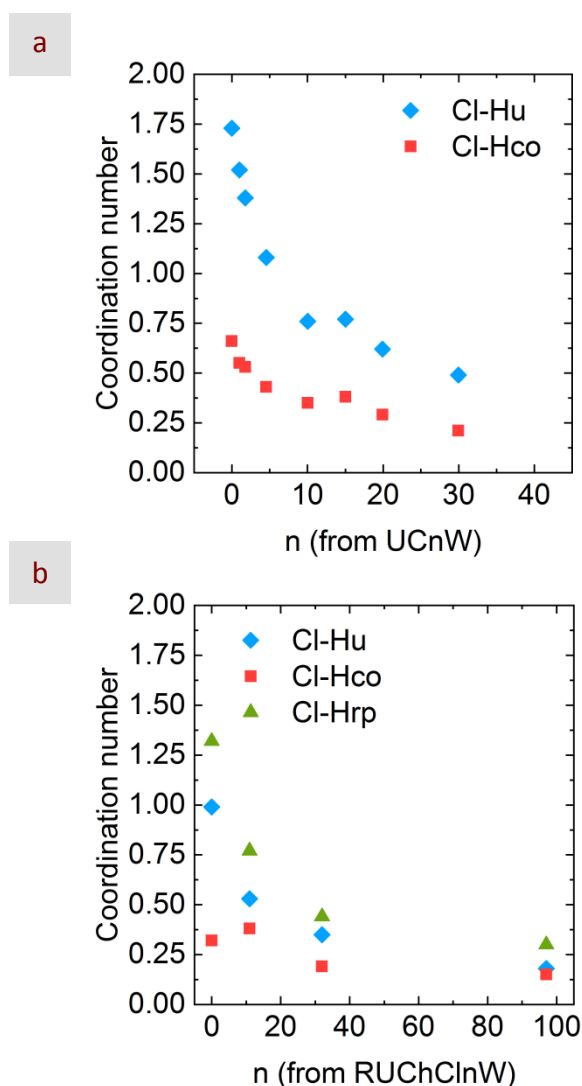 a
2.00
1.75
1.50
1.25
1.00
0.75
0.50
0.25
0.00
Coordination number
Cl-Hu
Cl-Hco
0 10 20 30 40
n (from UCnW)
b
2.00
1.75
1.50
1.25
1.00
0.75
0.50
0.25
0.00
Coordination number
Cl-Hu
Cl-Hco
Cl-Hrp
0 20 40 60 80 100
n (from RUChClnW)